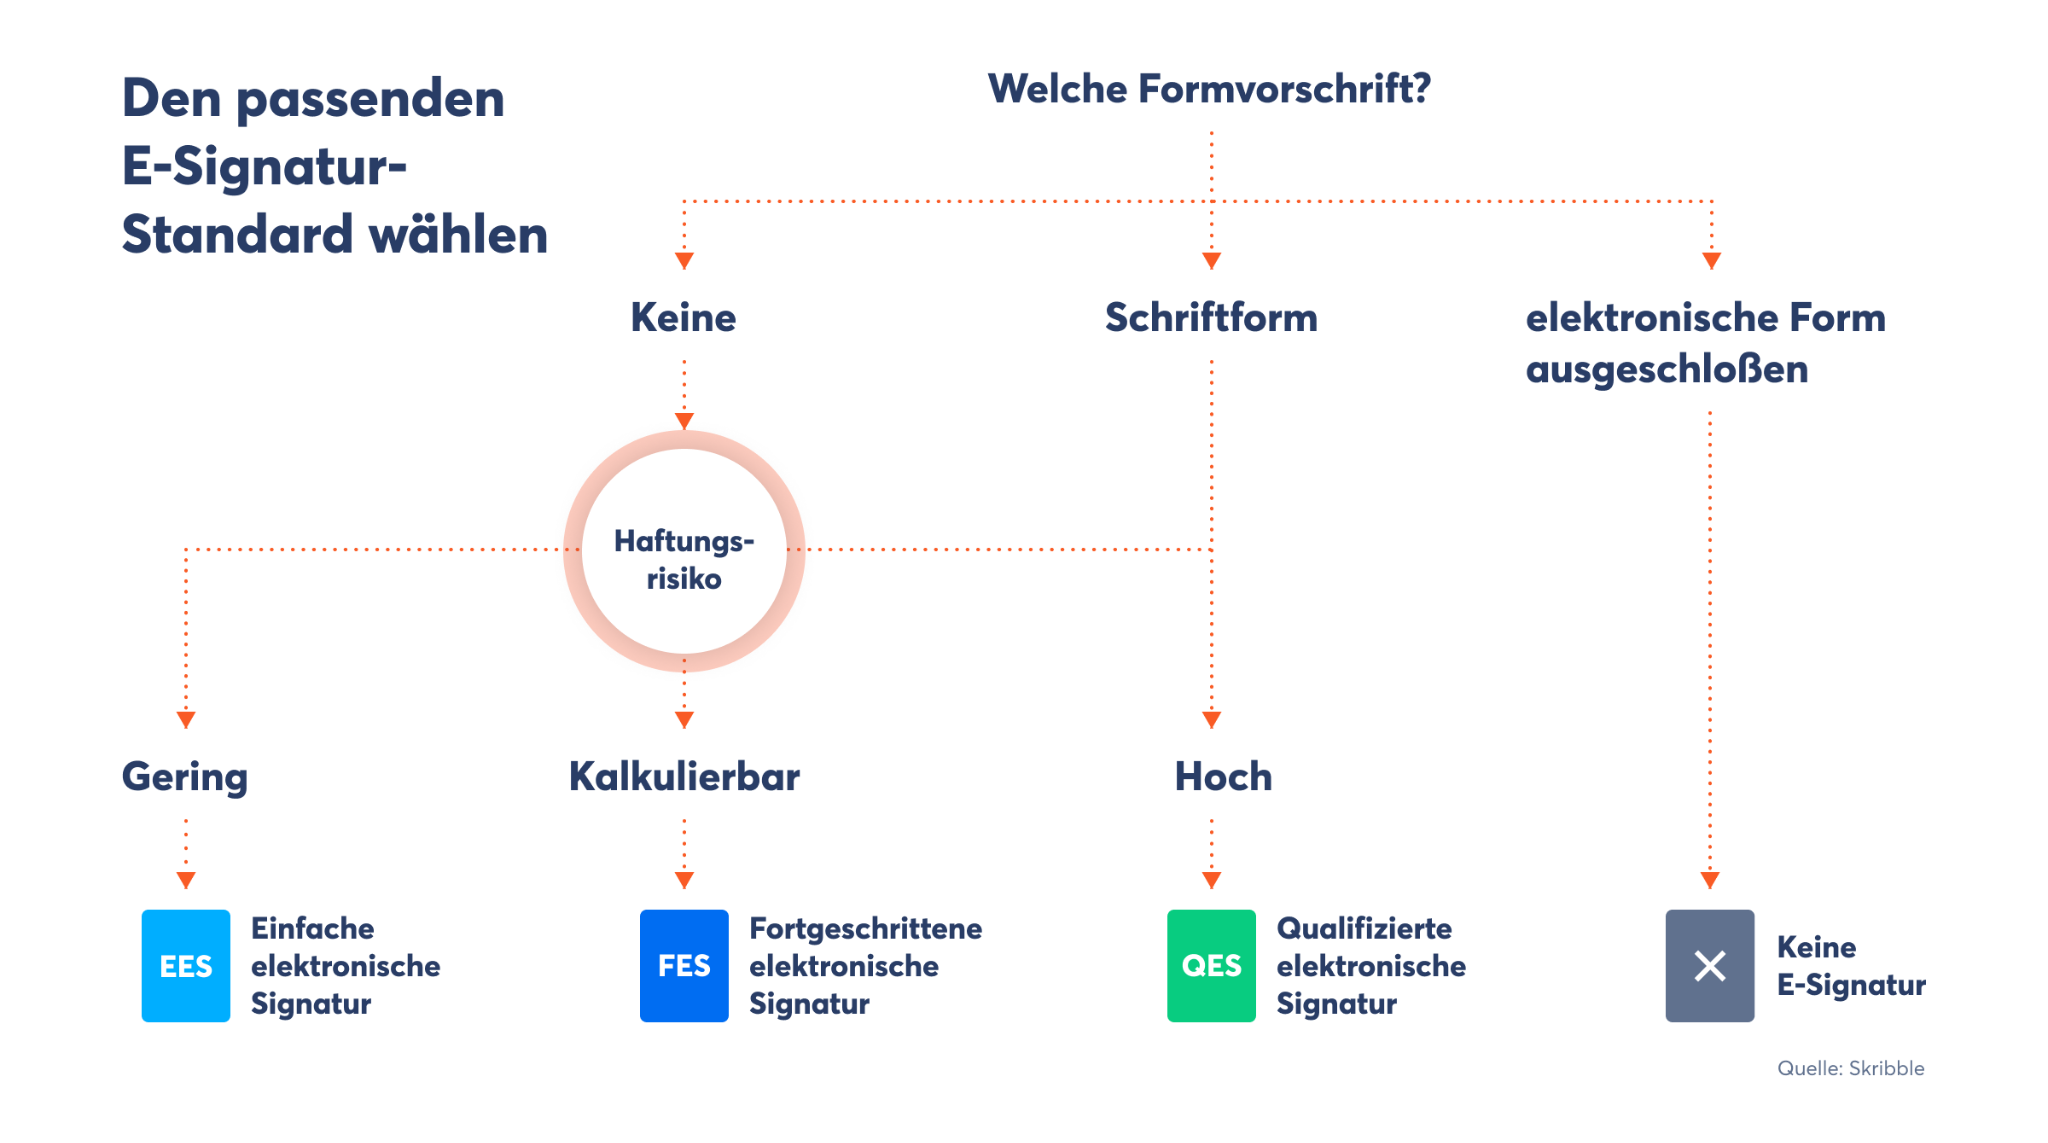 Den passenden
E-Signatur-
Standard wählen
Welche Formvorschrift?
Keine
Schriftform
elektronische Form
ausgeschloßen
Haftungs-
risiko
Gering
Kalkulierbar
Hoch
EES
Einfache
elektronische
Signatur
FES
Fortgeschrittene
elektronische
Signatur
QES
Qualifizierte
elektronische
Signatur
Keine
E-Signatur
Quelle: Skribble